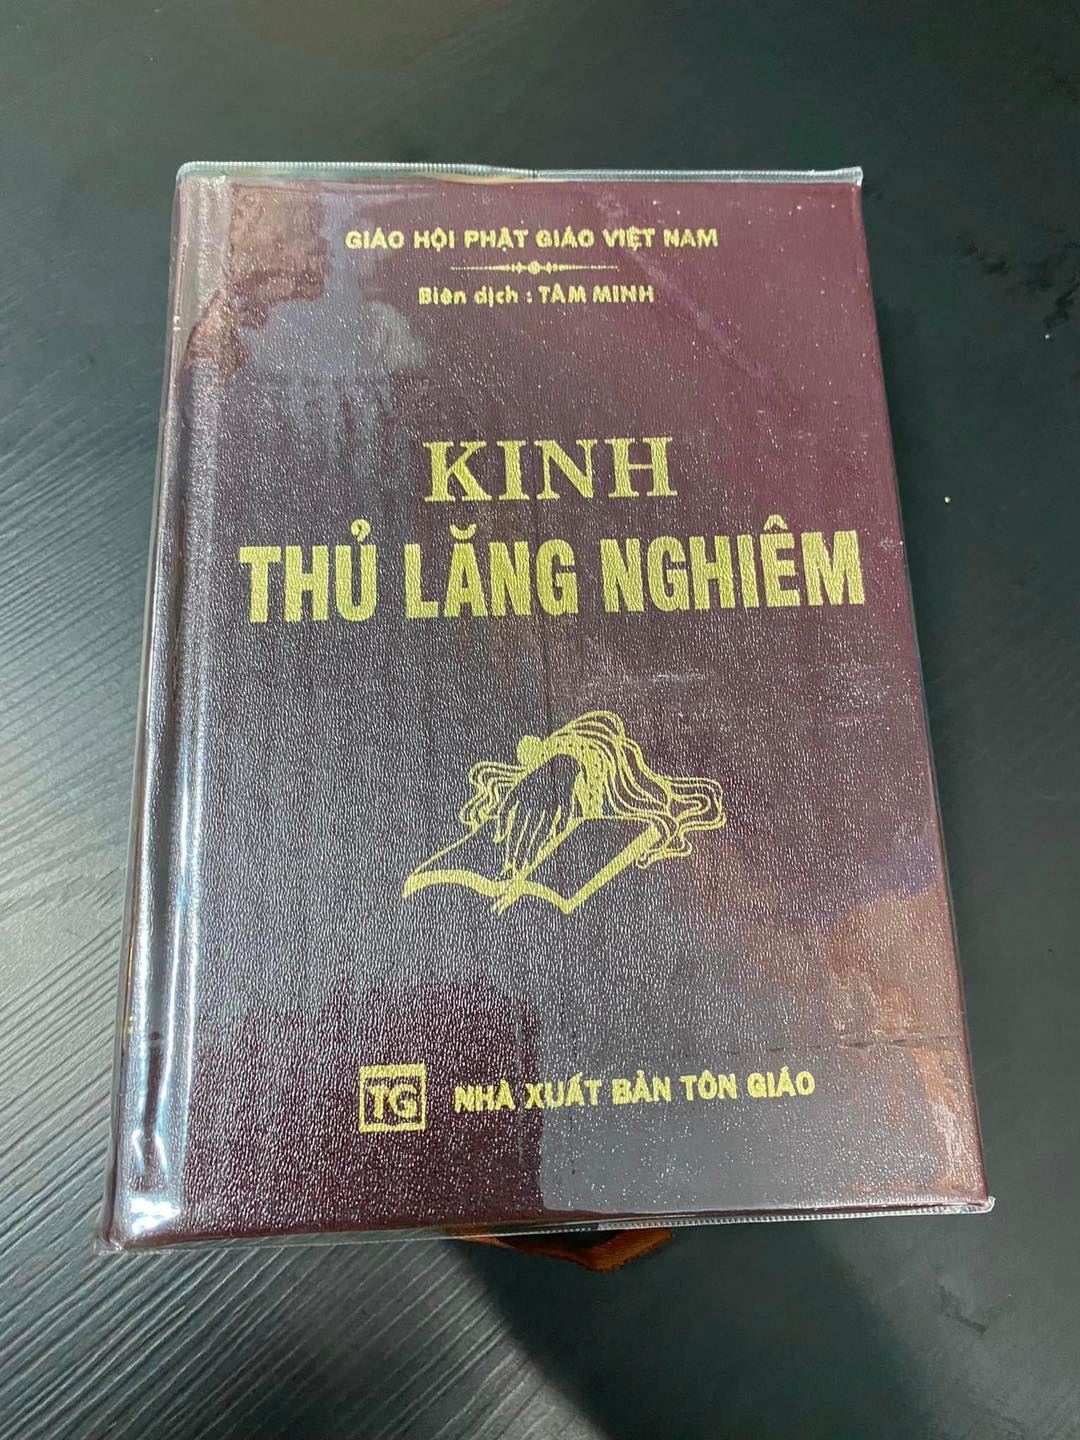 GIÁO HỘI PHẬT GIÁO VIỆT NAM
Biên dịch : TÂM MINH
KINH
THỦ LĂNG NGHIÊM
TG NHÀ XUẤT BẢN TÔN GIÁO